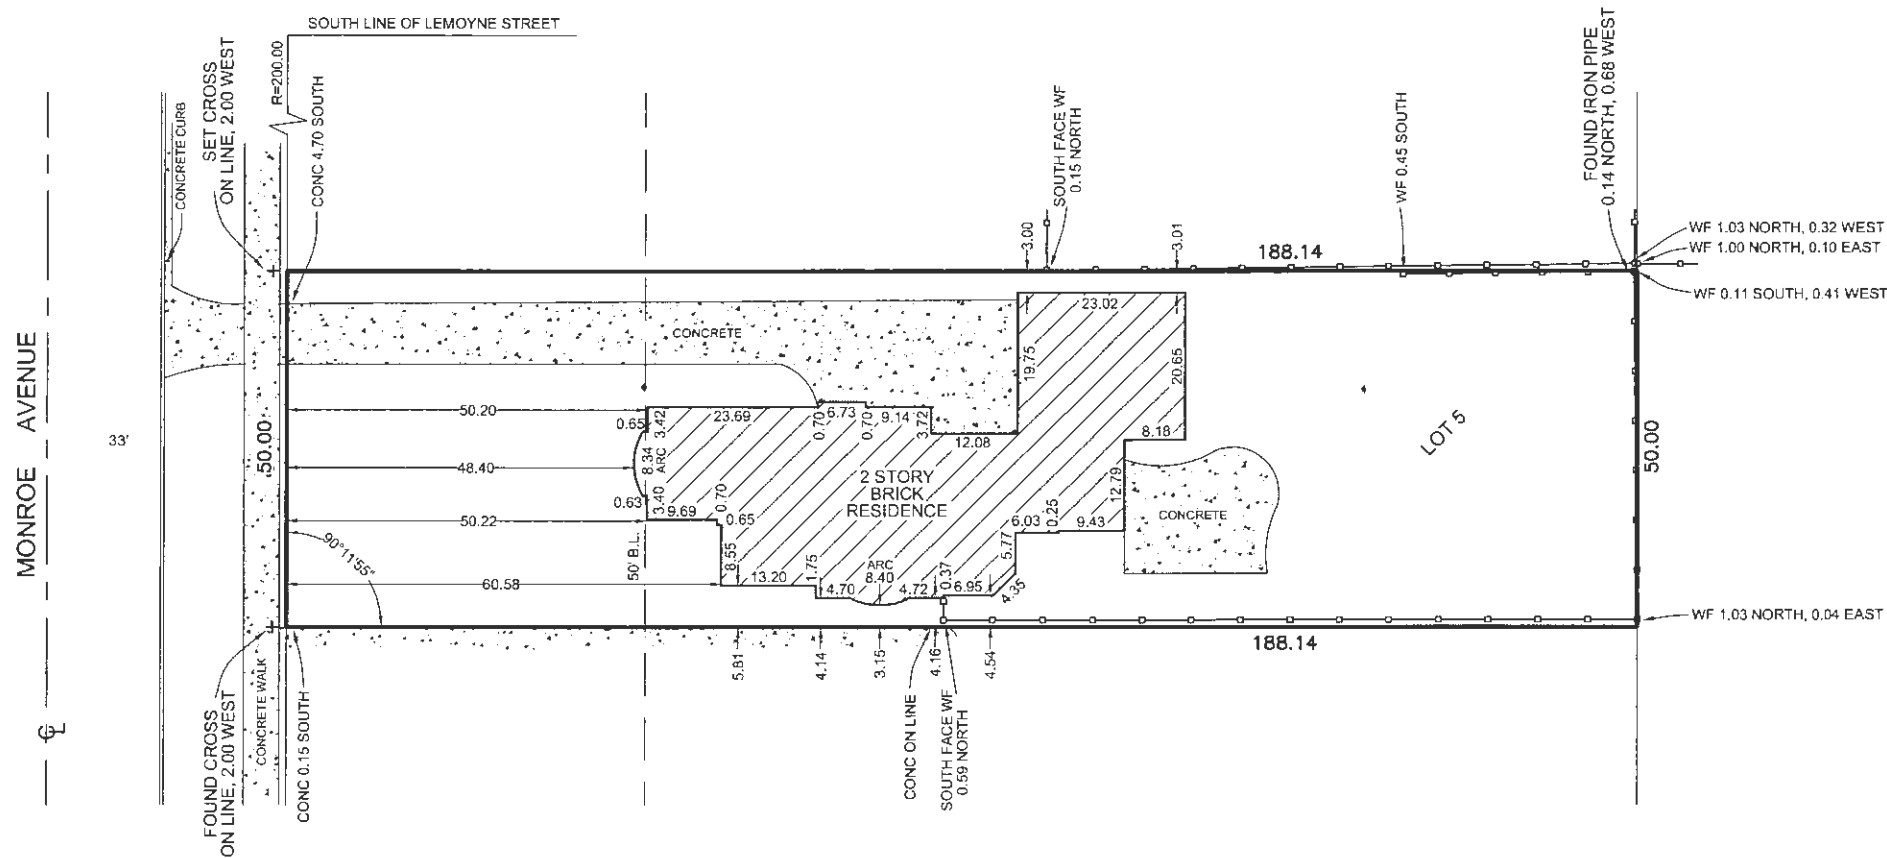 SOUTH LINE OF LEMOYNE STREET
R=200.00
SET CROSS
ON LINE, 2.00 WEST
CONCRETE CURB
CONC 4.70 SOUTH
SOUTH FACE WF
0.15 NORTH
WF 0.45 SOUTH
FOUND IRON PIPE
0.14 NORTH, 0.68 WEST
WF 1.03 NORTH, 0.32 WEST
WF 1.00 NORTH, 0.10 EAST
WF 0.11 SOUTH, 0.41 WEST
3.00
3.01
188.14
23.02
CONCRETE
19.75
20.65
MONROE AVENUE
33'
50.00
50.20
0.65
3.42
23.69
0.70
6.73
0.70
9.14
3.72
12.08
8.18
LOT 5
50.00
48.40
8.34
ARC
2 STORY
BRICK
RESIDENCE
12.79
CONCRETE
0.63
3.40
9.69
0.70
0.65
50.22
6.03
0.25
9.43
90°11'55"
50' B.L.
8.55
5.77
60.58
13.20
1.75
4.70
ARC
8.40
4.72
0.37
6.95
4.35
WF 1.03 NORTH, 0.04 EAST
188.14
5.81
4.14
3.15
4.16
4.54
CONC ON LINE
SOUTH FACE WF
0.59 NORTH
CONC 0.15 SOUTH
CONCRETE WALK
FOUND CROSS
ON LINE, 2.00 WEST
CL